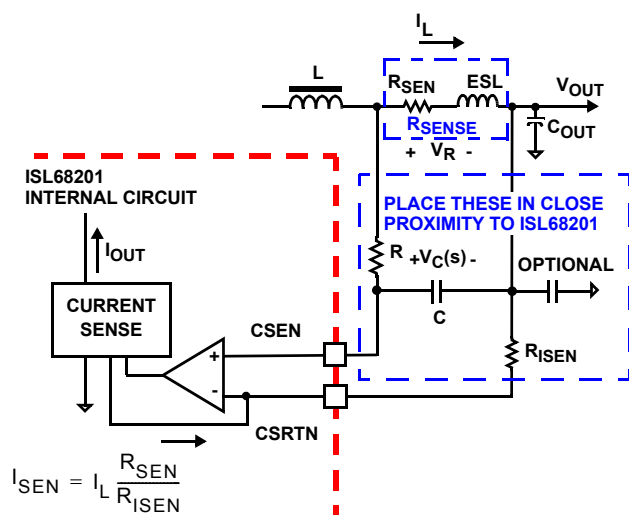 I_L
L
R_SEN
ESL
V_OUT
R_SENSE
C_OUT
+ V_R -
ISL68201
INTERNAL CIRCUIT
PLACE THESE IN CLOSE
PROXIMITY TO ISL68201
I_OUT
R
+V_C(s)-
OPTIONAL
CURRENT
SENSE
C
CSEN
+
R_ISEN
-
CSRTN
I_SEN = I_L R_SEN / R_ISEN